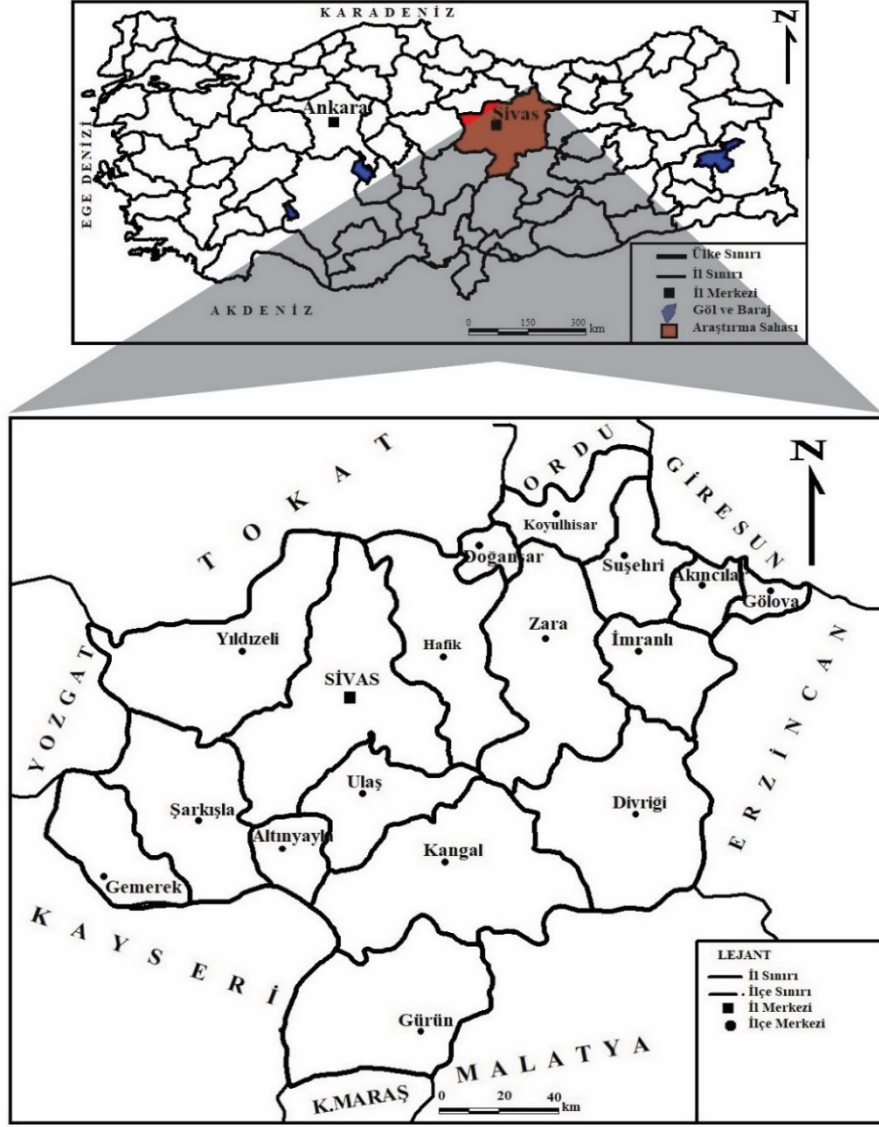 KARADENİZ
N
Ankara
Sivas
EGE DENİZİ
AKDENİZ
0 150 300
km
Ülke Sınırı
İl Sınırı
İl Merkezi
Göl ve Baraj
Araştırma Sahası
TOKAT
ORDU
GİRESUN
N
Koyulhisar
Doğanşar
Suşehri
Akıncılar
Gölova
Yıldızeli
Hafik
Zara
İmranlı
SİVAS
YOZGAT
ERZİNCAN
Ulaş
Şarkışla
Altınyayla
Divriği
Kangal
Gemerek
KAYSERİ
Gürün
MALATYA
K.MARAŞ
0 20 40
km
LEJANT
İl Sınırı
İlçe Sınırı
İl Merkezi
İlçe Merkezi